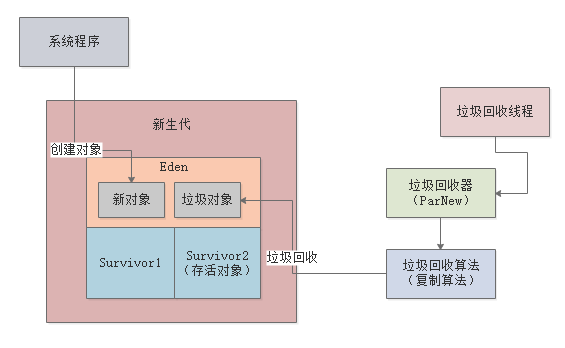 系统程序
新生代
创建对象
Eden
新对象
垃圾对象
Survivor1
Survivor2
（存活对象）
垃圾回收
垃圾回收线程
垃圾回收器
（ParNew）
垃圾回收算法
（复制算法）